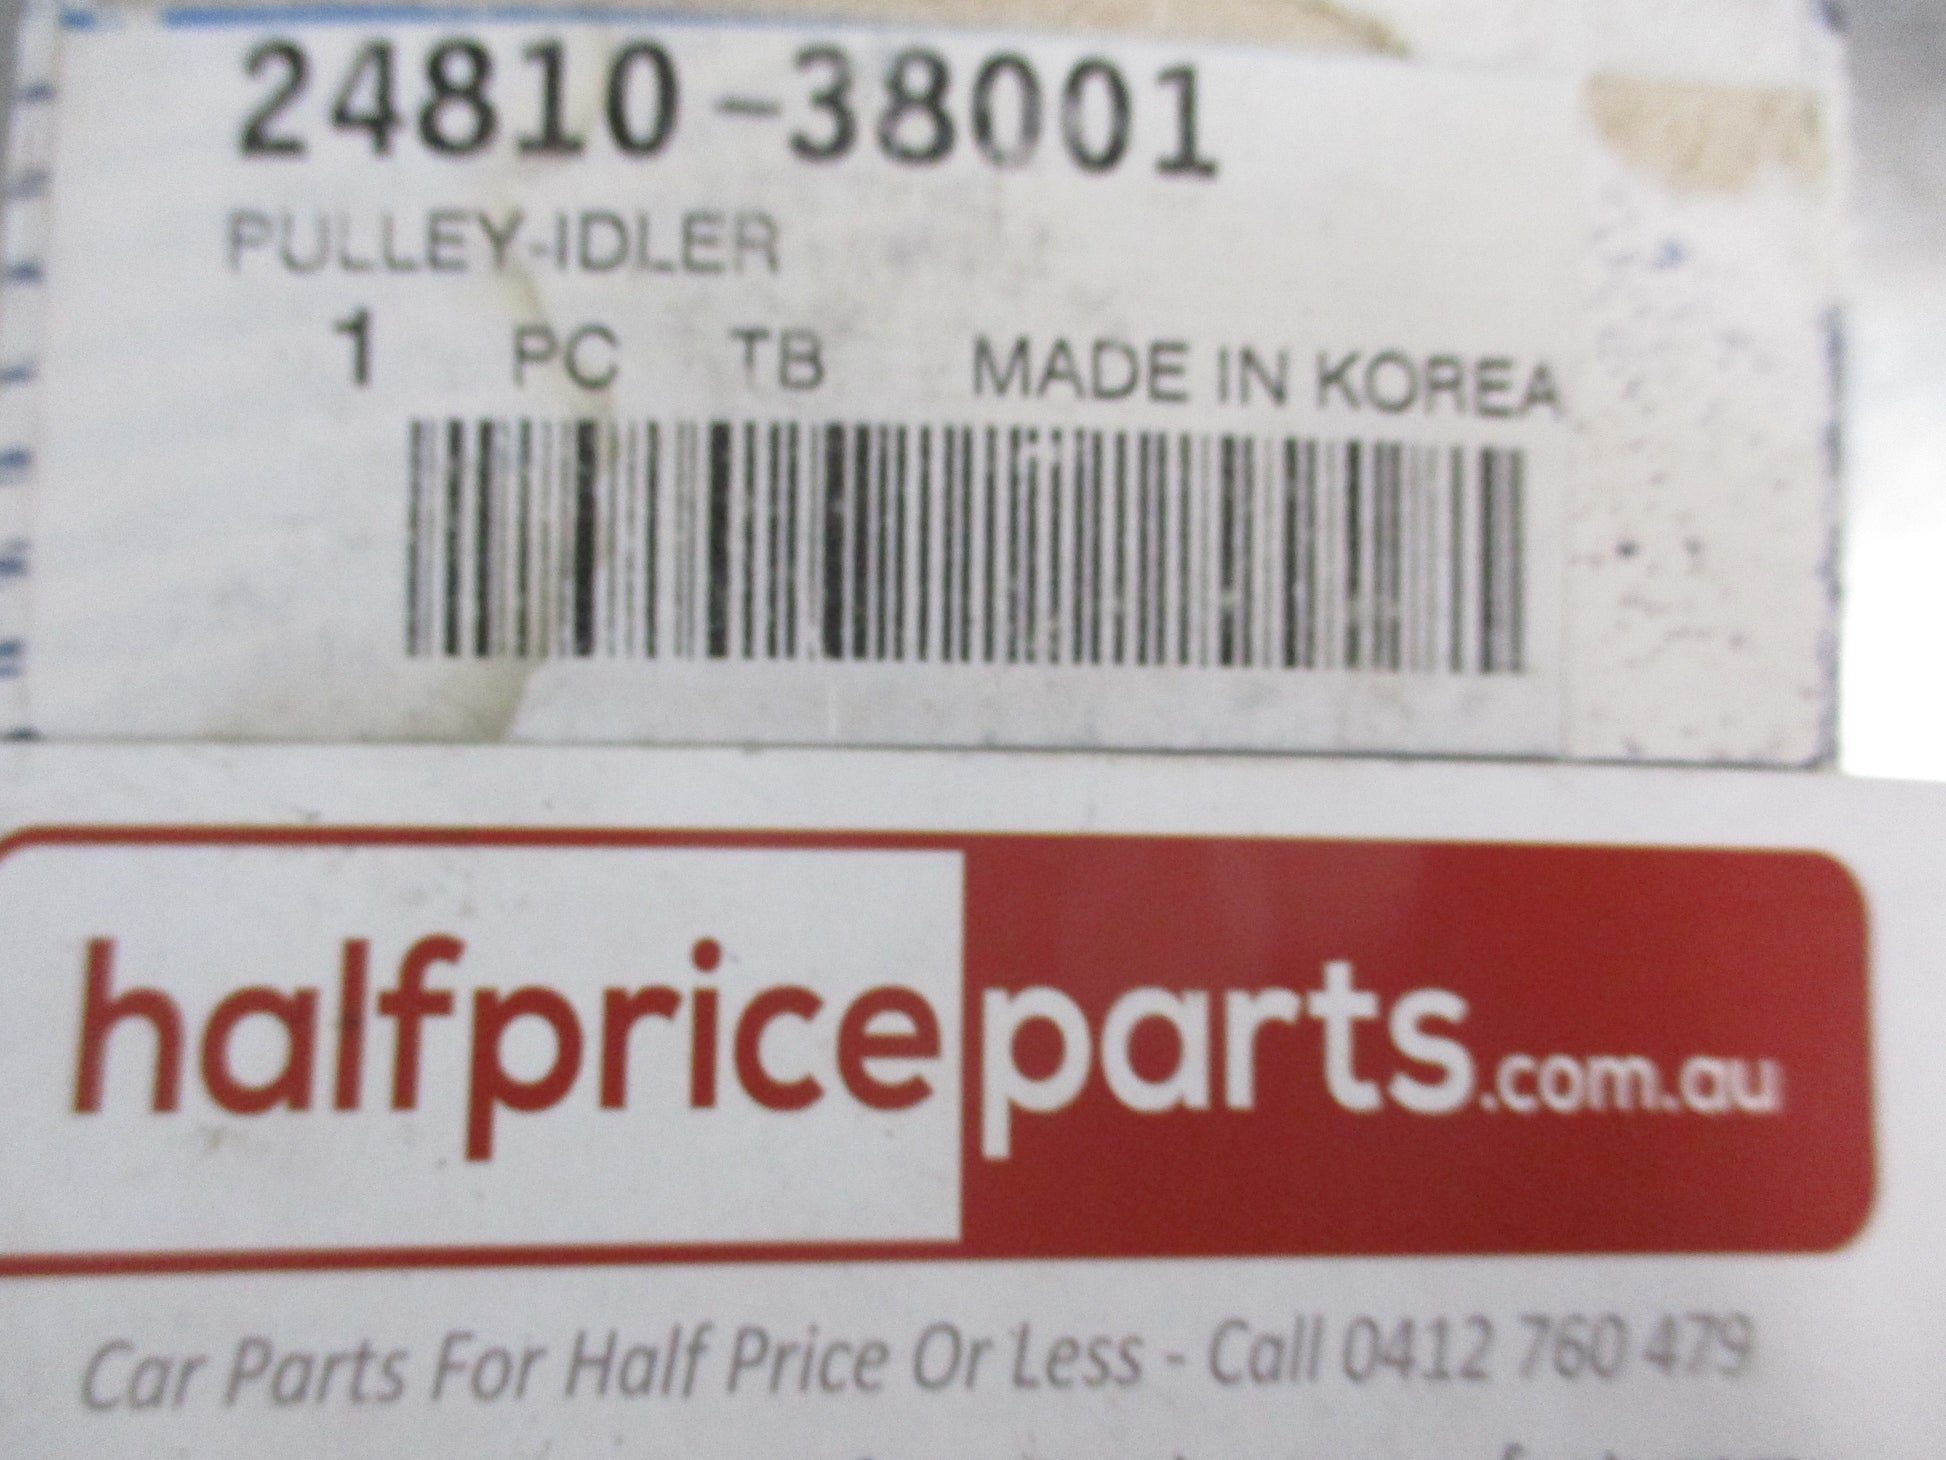 24810-38001
PULLEY-IDLER
1 PC TB MADE IN KOREA
halfpriceparts.com.au
Car Parts For Half Price Or Less - Call 0412 760 479